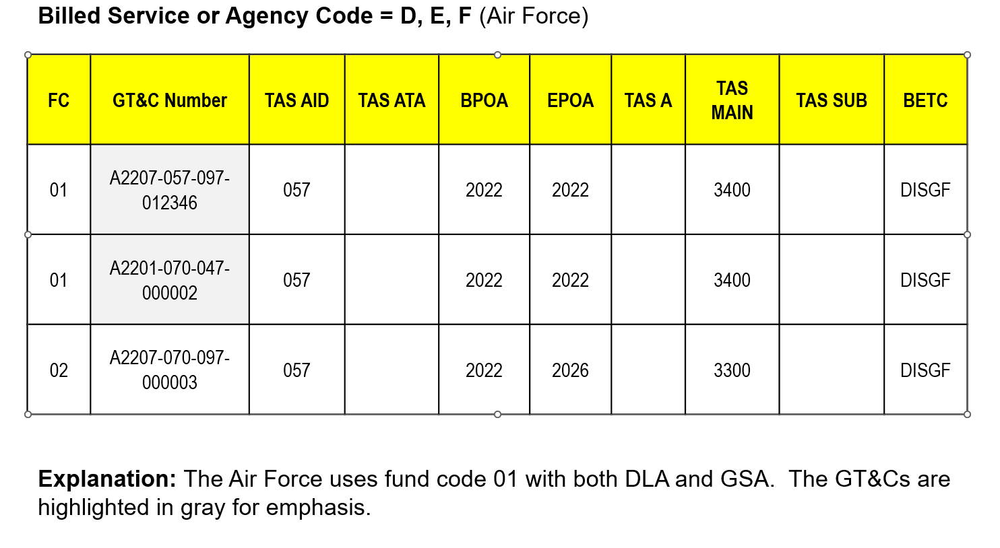 Billed Service or Agency Code = D, E, F (Air Force)
FC GT&C Number TAS AID TAS ATA BPOA EPOA TAS A TAS MAIN TAS SUB BETC
01 A2207-057-097-012346 057 2022 2022 3400 DISGF
01 A2201-070-047-000002 057 2022 2022 3400 DISGF
02 A2207-070-097-000003 057 2022 2026 3300 DISGF
Explanation: The Air Force uses fund code 01 with both DLA and GSA. The GT&Cs are
highlighted in gray for emphasis.